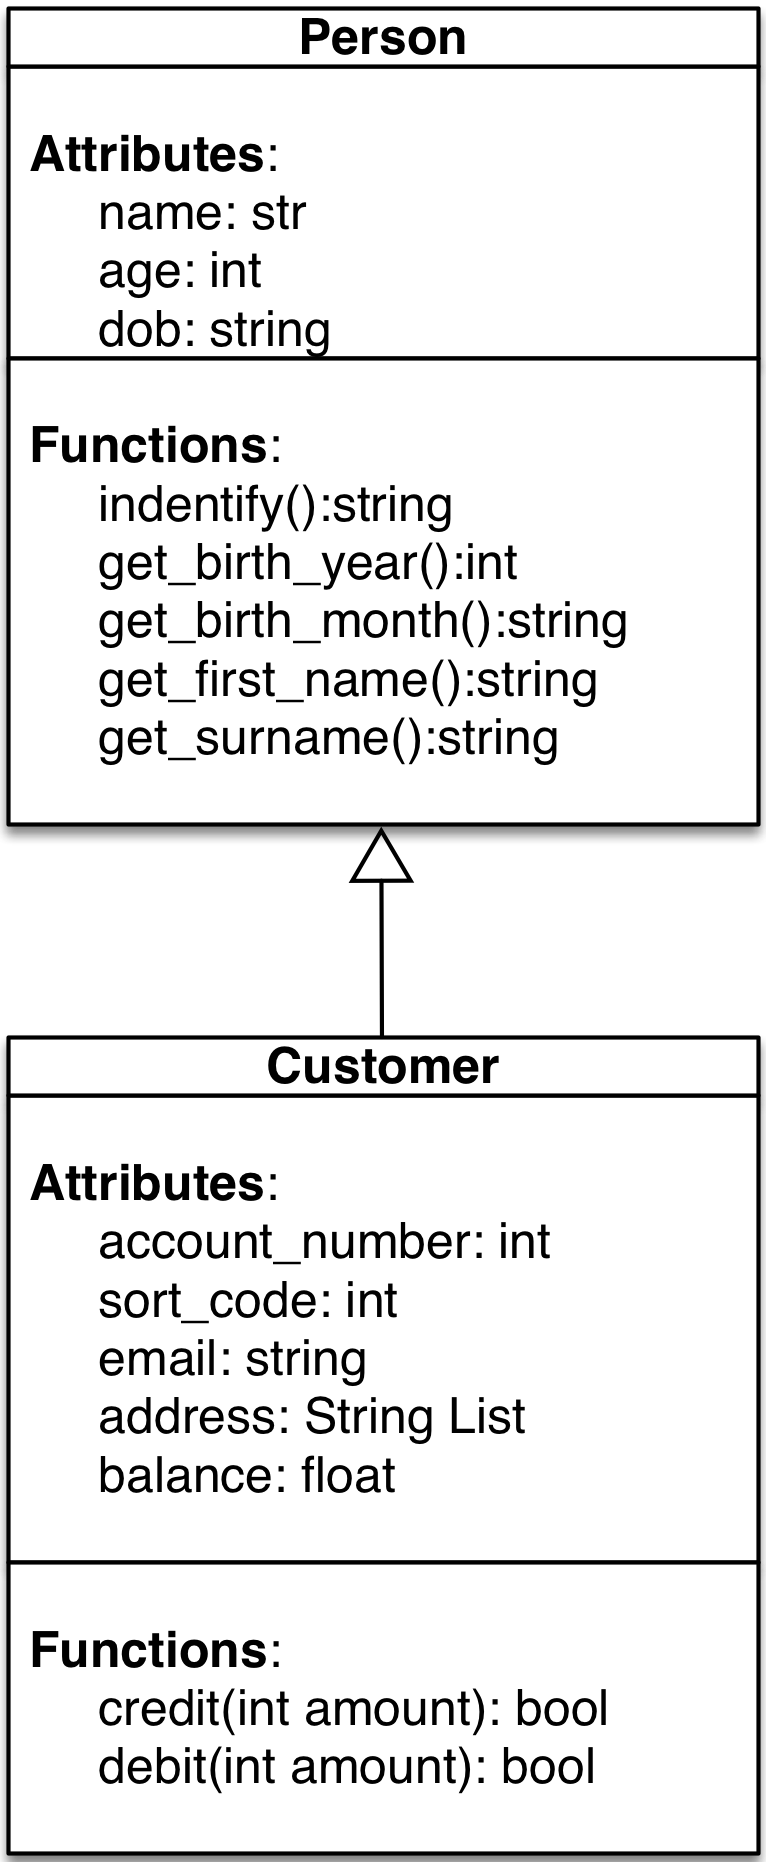 Person
Attributes:
name: str
age: int
dob: string
Functions:
indentify():string
get_birth_year():int
get_birth_month():string
get_first_name():string
get_surname():string
Customer
Attributes:
account_number: int
sort_code: int
email: string
address: String List
balance: float
Functions:
credit(int amount): bool
debit(int amount): bool